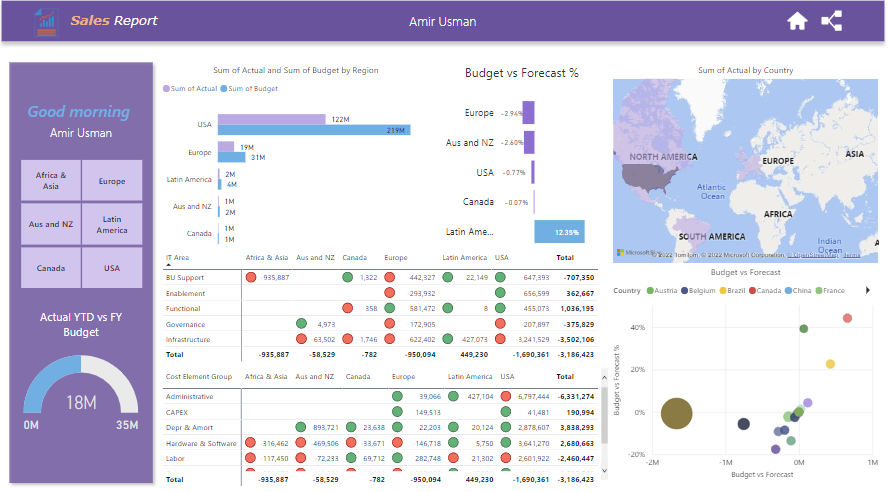 Sales Report
Amir Usman
Good morning
Amir Usman
Africa & Asia
Europe
Aus and NZ
Latin America
Canada
USA
Actual YTD vs FY Budget
18M
0M 35M
Sum of Actual and Sum of Budget by Region
Sum of Actual Sum of Budget
USA 122M
219M
Europe 19M
31M
Latin America 2M
4M
Aus and NZ 1M
2M
Canada 1M
1M
Budget vs Forecast %
Europe -2.94%
Aus and NZ -2.60%
USA -0.77%
Canada -0.07%
Latin Ame... 12.35%
Sum of Actual by Country
NORTH AMERICA
EUROPE
ASIA
Atlantic Ocean
AFRICA
SOUTH AMERICA
Indian Ocean
Microsoft
© 2022 TomTom, © 2022 Microsoft Corporation, © OpenStreetMap Terms
IT Area Africa & Asia Aus and NZ Canada Europe Latin America USA Total
BU Support 935,887 1,322 442,327 22,149 647,393 -707,350
Enablement 293,932 656,599 362,667
Functional 358 581,472 8 455,073 1,036,195
Governance 4,973 172,905 207,897 -375,829
Infrastructure 63,502 1,746 622,402 427,073 3,241,529 -3,502,106
Total -935,887 -58,529 -782 -950,094 449,230 -1,690,361 -3,186,423
Cost Element Group Africa & Asia Aus and NZ Canada Europe Latin America USA Total
Administrative 39,066 427,104 6,797,444 -6,331,274
CAPEX 149,513 41,481 190,994
Depr & Amort 893,721 23,638 22,203 20,124 2,878,607 3,838,293
Hardware & Software 316,462 -469,506 33,671 -146,718 5,750 3,641,270 2,680,663
Labor 117,450 -72,233 69,712 282,748 21,302 2,601,922 -2,460,447
Total -935,887 -58,529 -782 -950,094 449,230 -1,690,361 -3,186,423
Budget vs Forecast
Country Austria Belgium Brazil Canada China France
Budget vs Forecast %
40%
20%
0%
-20%
-2M -1M 0M 1M
Budget vs Forecast